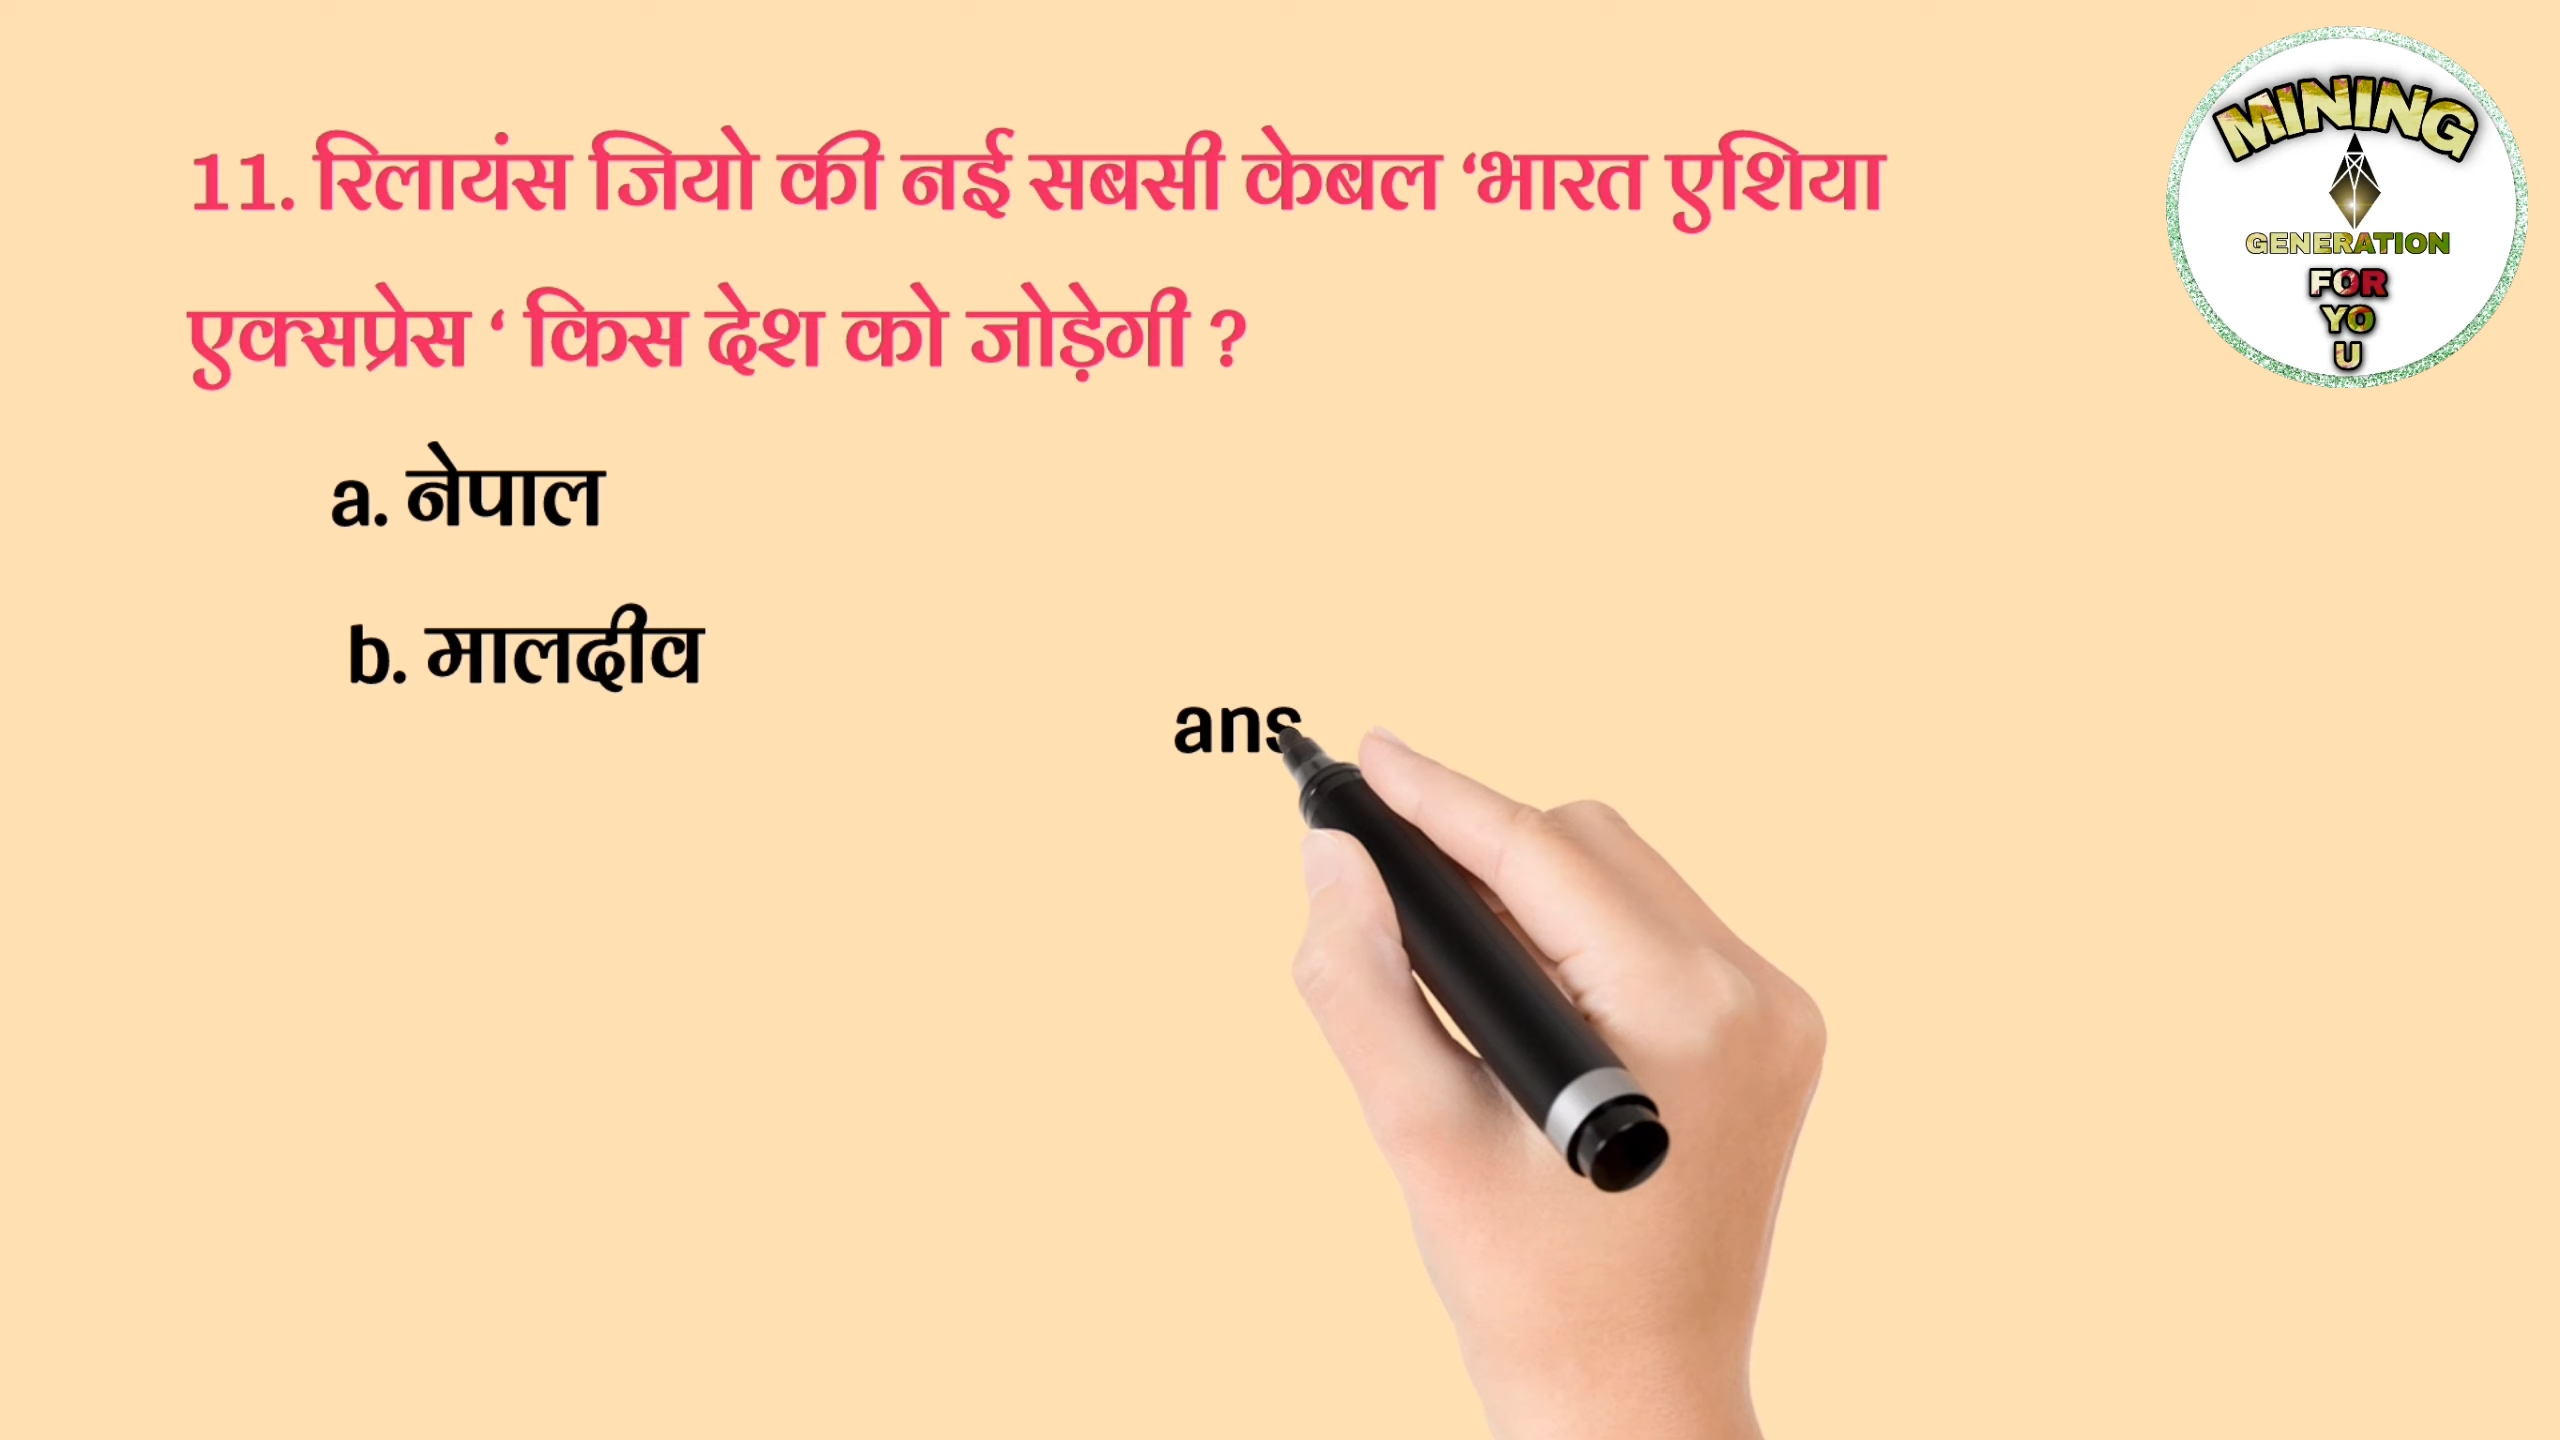 11. रिलायंस जियो की नई सबसी केबल ‘भारत एशिया
एक्सप्रेस ‘ किस देश को जोड़ेगी ?
a. नेपाल
b. मालदीव
ans
MINING
GENERATION
FOR
YO
U